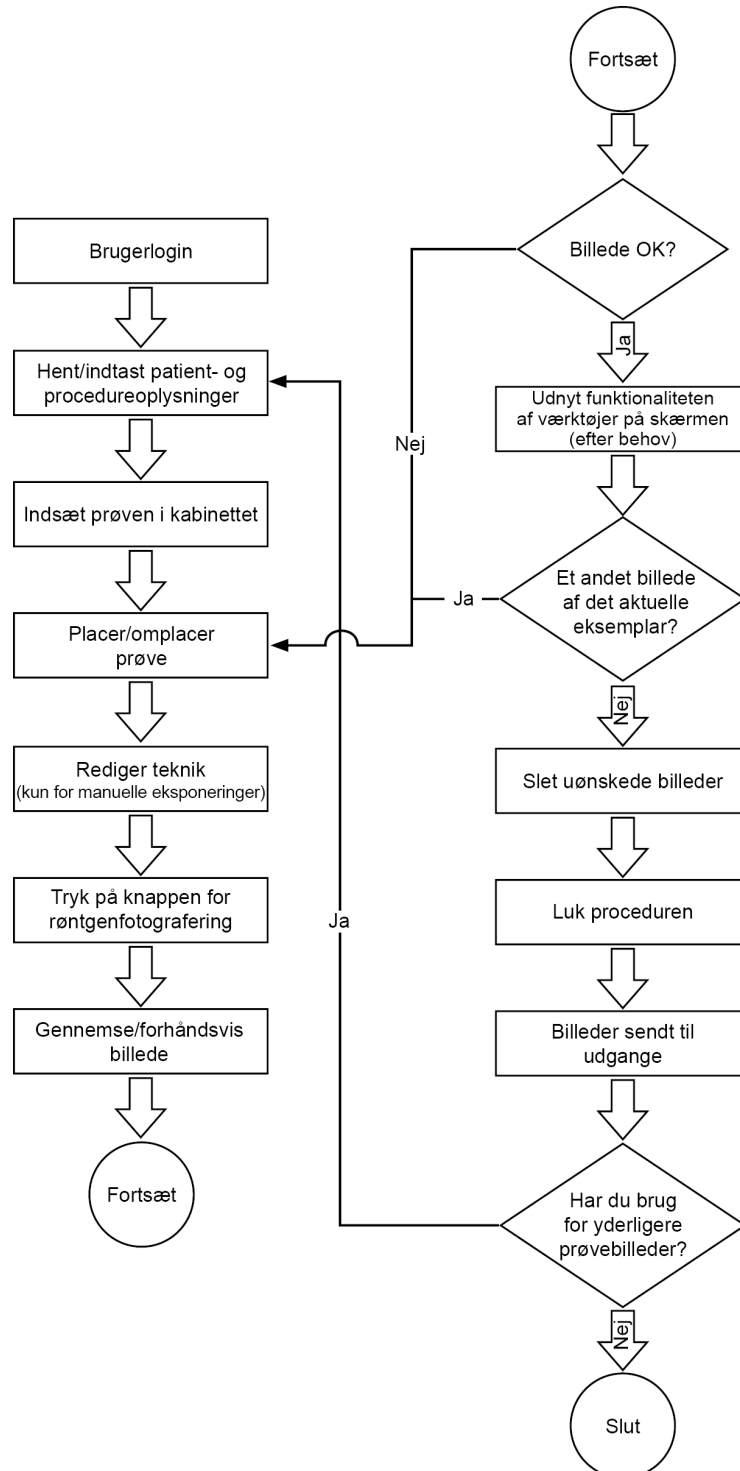 Brugerlogin
Hent/indtast patient- og
procedureoplysninger
Indsæt prøven i kabinettet
Placer/omplacer
prøve
Rediger teknik
(kun for manuelle eksponeringer)
Tryk på knappen for
røntgenfotografering
Gennemse/forhåndsvis
billede
Fortsæt
Fortsæt
Billede OK?
Nej
Ja
Udnyt funktionaliteten
af værktøjer på skærmen
(efter behov)
Et andet billede
af det aktuelle
eksemplar?
Ja
Nej
Slet uønskede billeder
Luk proceduren
Billeder sendt til
udgange
Har du brug
for yderligere
prøvebilleder?
Ja
Nej
Slut